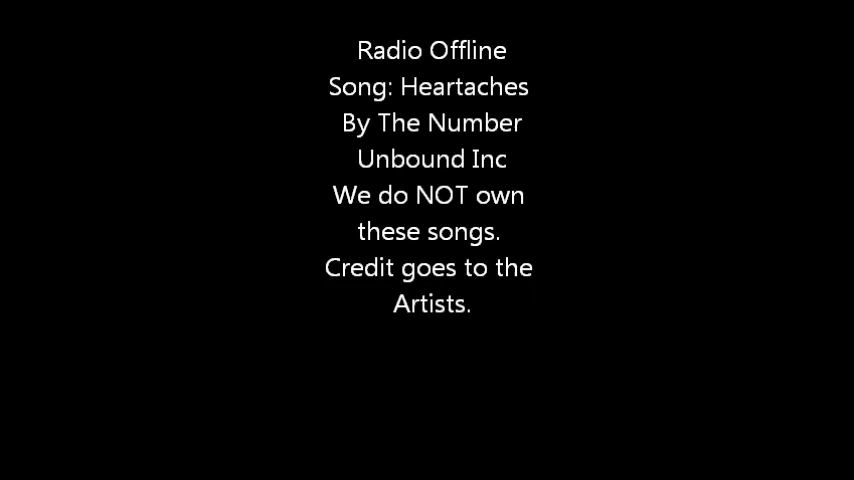 Radio Offline
Song: Heartaches
By The Number
Unbound Inc
We do NOT own
these songs.
Credit goes to the
Artists.